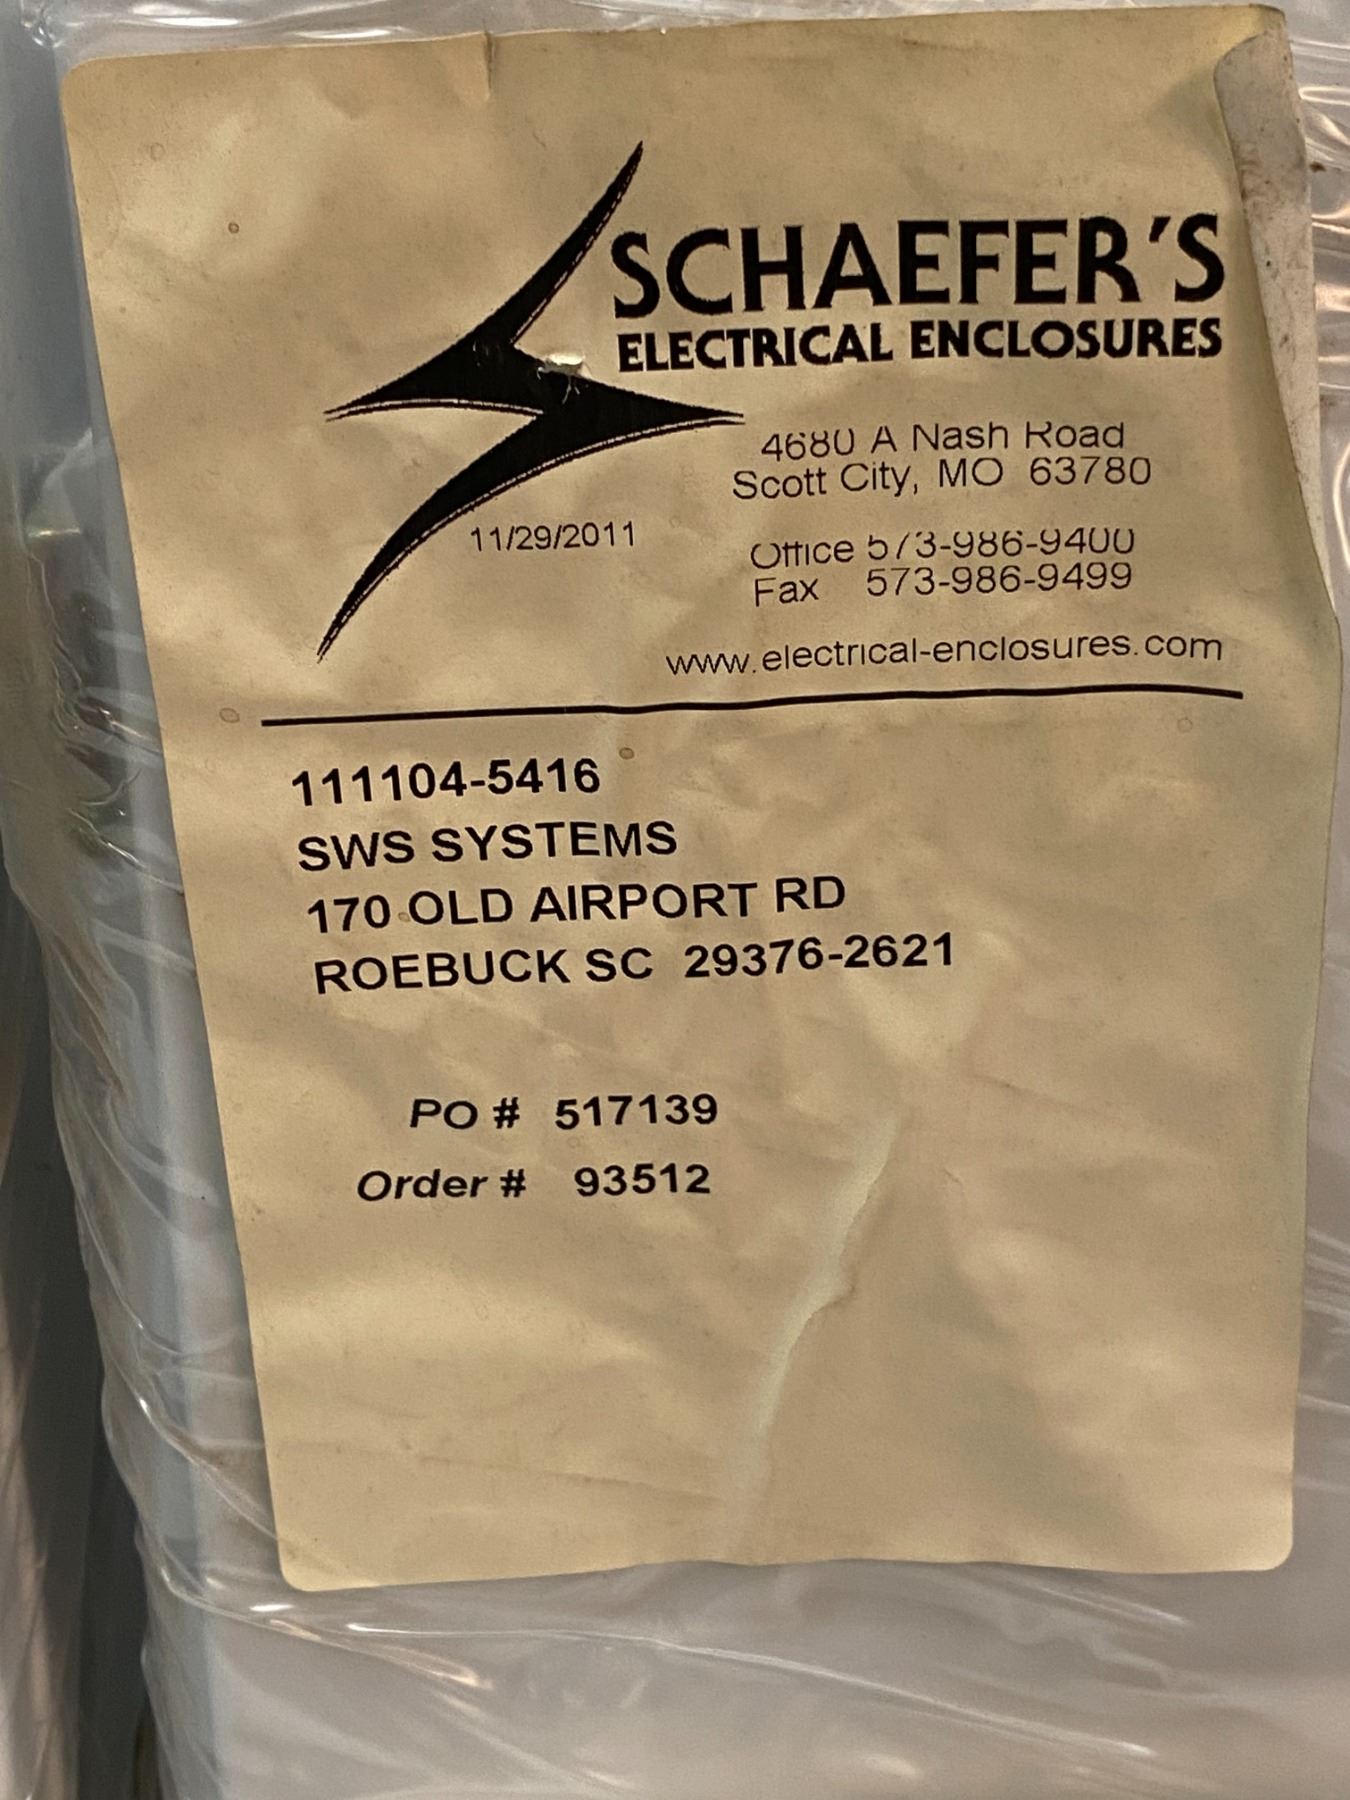 SCHAEFER'S
ELECTRICAL ENCLOSURES
4680 A Nash Road
Scott City, MO 63780
11/29/2011
Office 573-986-9400
Fax 573-986-9499
www.electrical-enclosures.com
111104-5416
SWS SYSTEMS
170 OLD AIRPORT RD
ROEBUCK SC 29376-2621
PO # 517139
Order # 93512